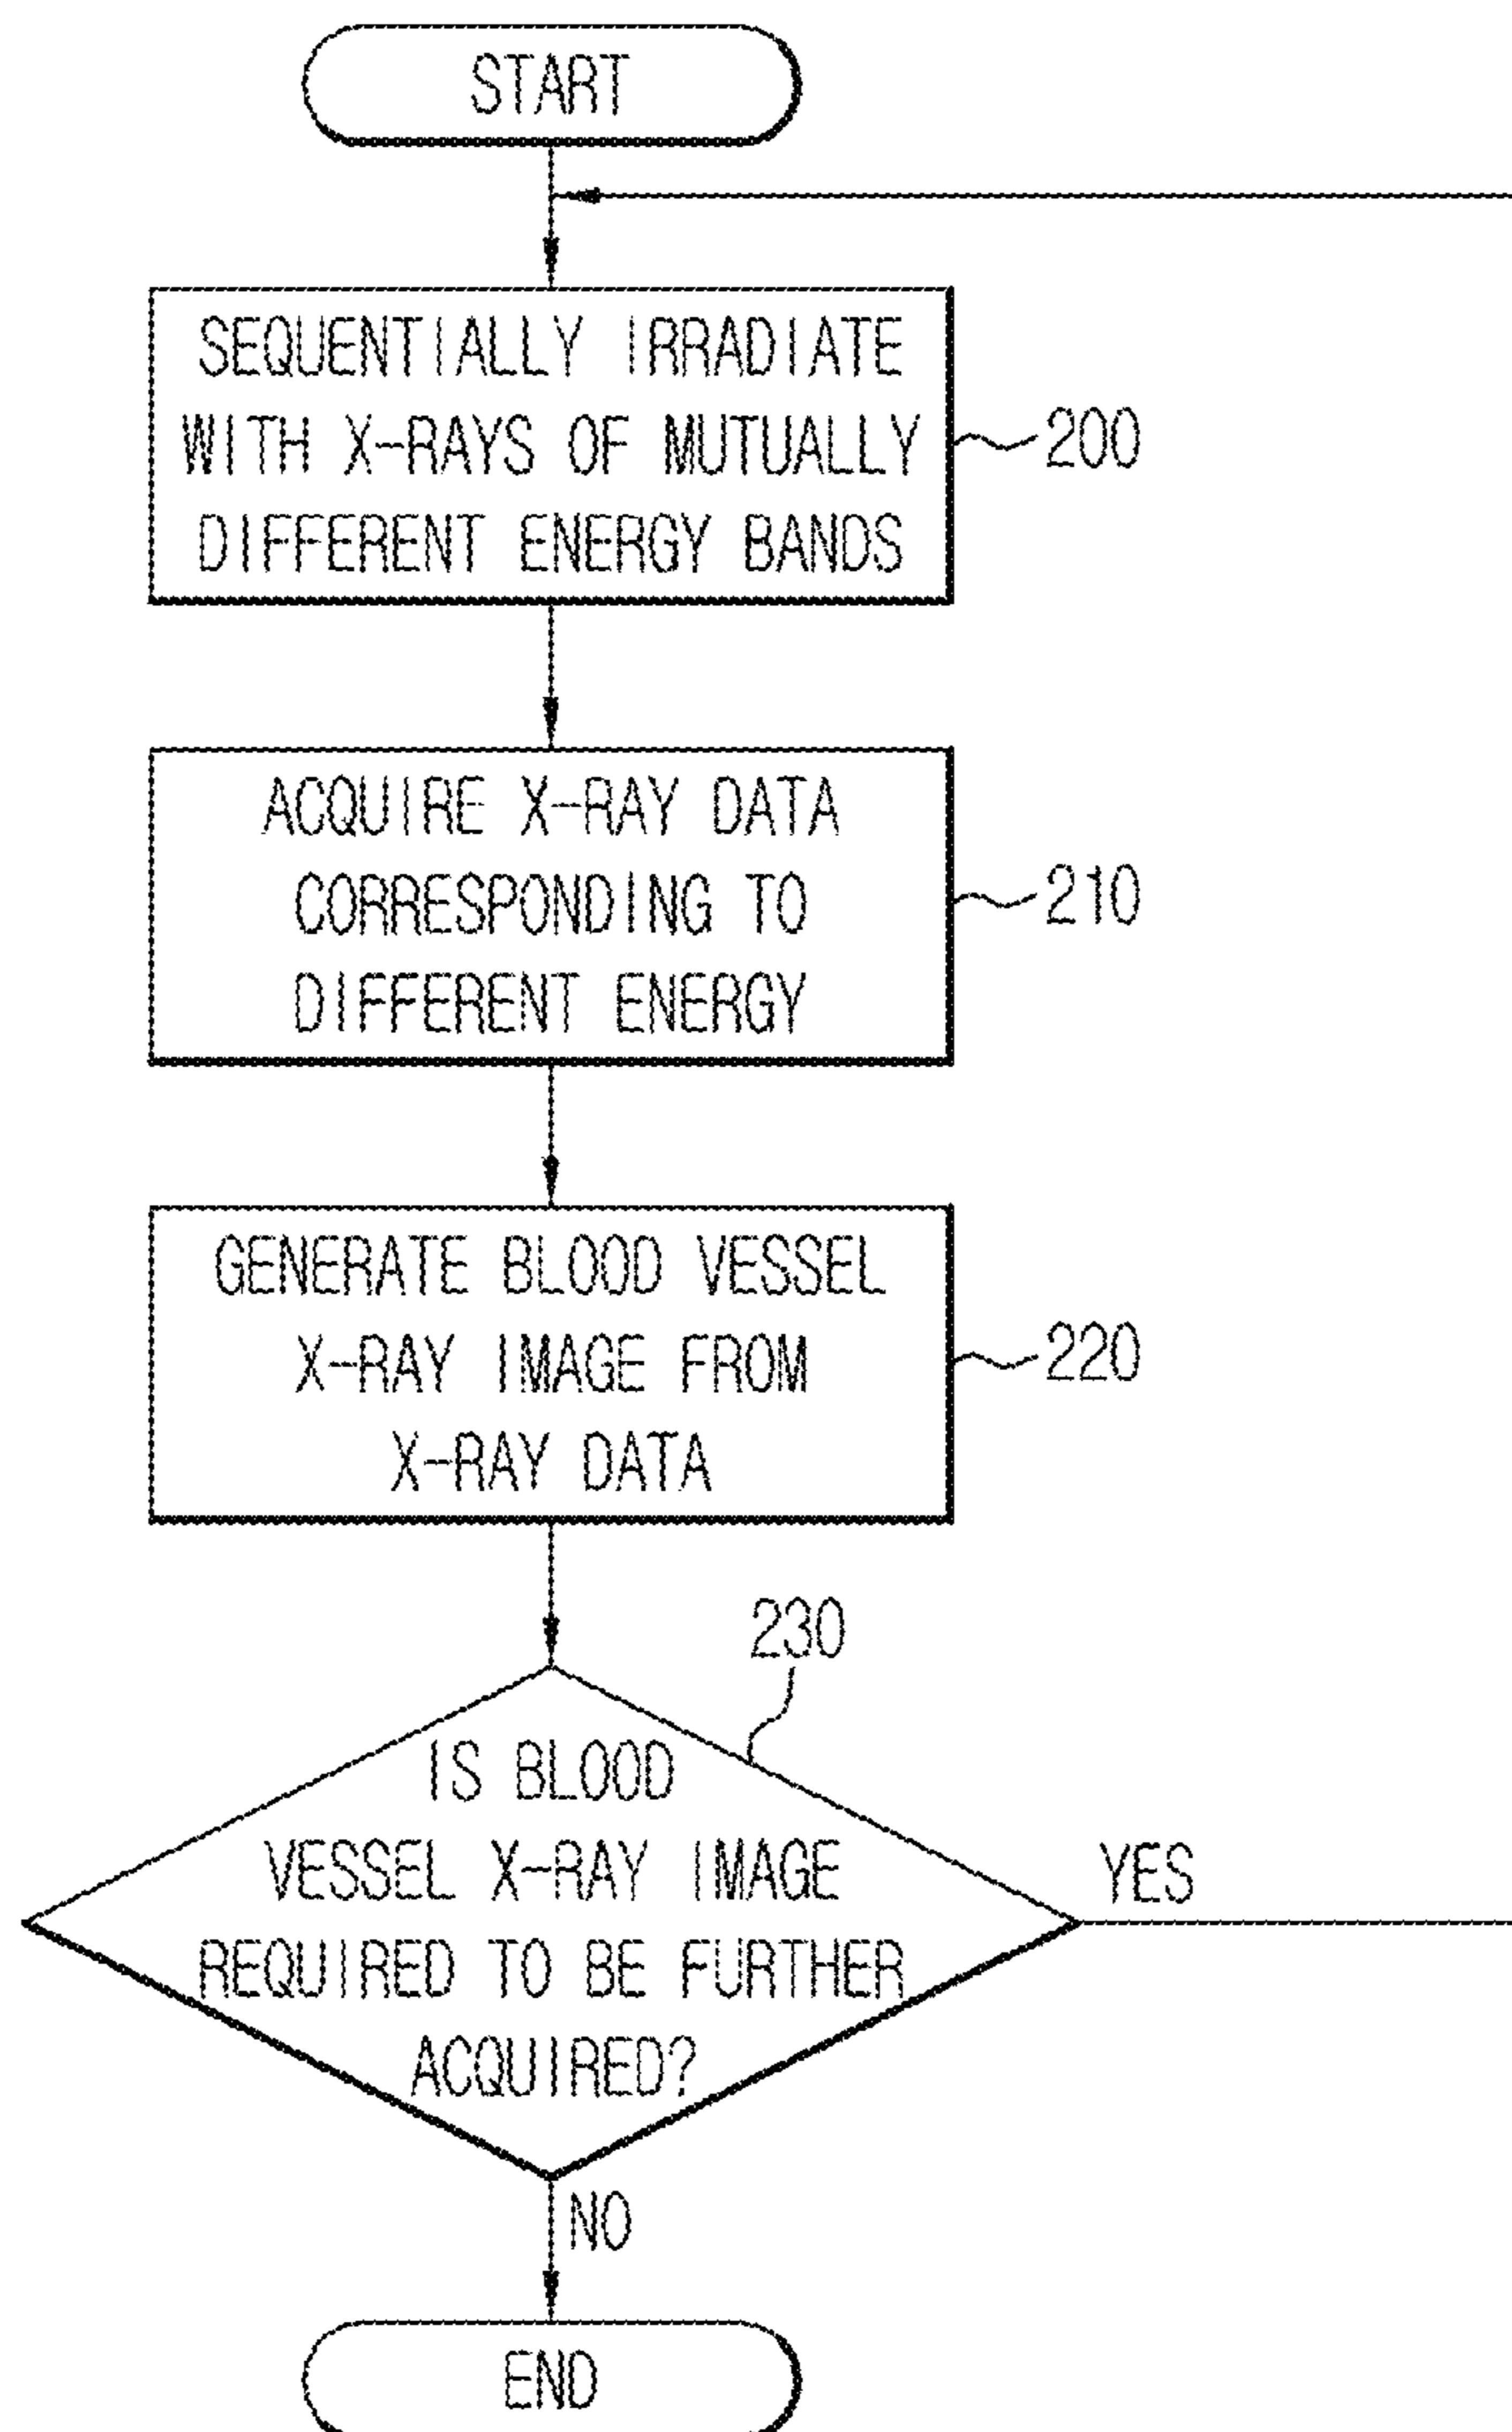 START
SEQUENTIALLY IRRADIATE
WITH X-RAYS OF MUTUALLY
DIFFERENT ENERGY BANDS
200
ACQUIRE X-RAY DATA
CORRESPONDING TO
DIFFERENT ENERGY
210
GENERATE BLOOD VESSEL
X-RAY IMAGE FROM
X-RAY DATA
220
230
IS BLOOD
VESSEL X-RAY IMAGE
REQUIRED TO BE FURTHER
ACQUIRED?
YES
NO
END